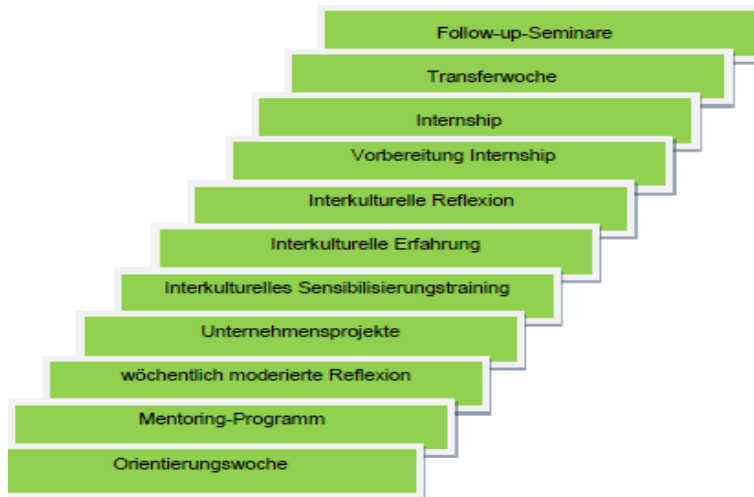 Follow-up-Seminare
Transferwoche
Internship
Vorbereitung Internship
Interkulturelle Reflexion
Interkulturelle Erfahrung
Interkulturelles Sensibilisierungstraining
Unternehmensprojekte
wöchentlich moderierte Reflexion
Mentoring-Programm
Orientierungswoche